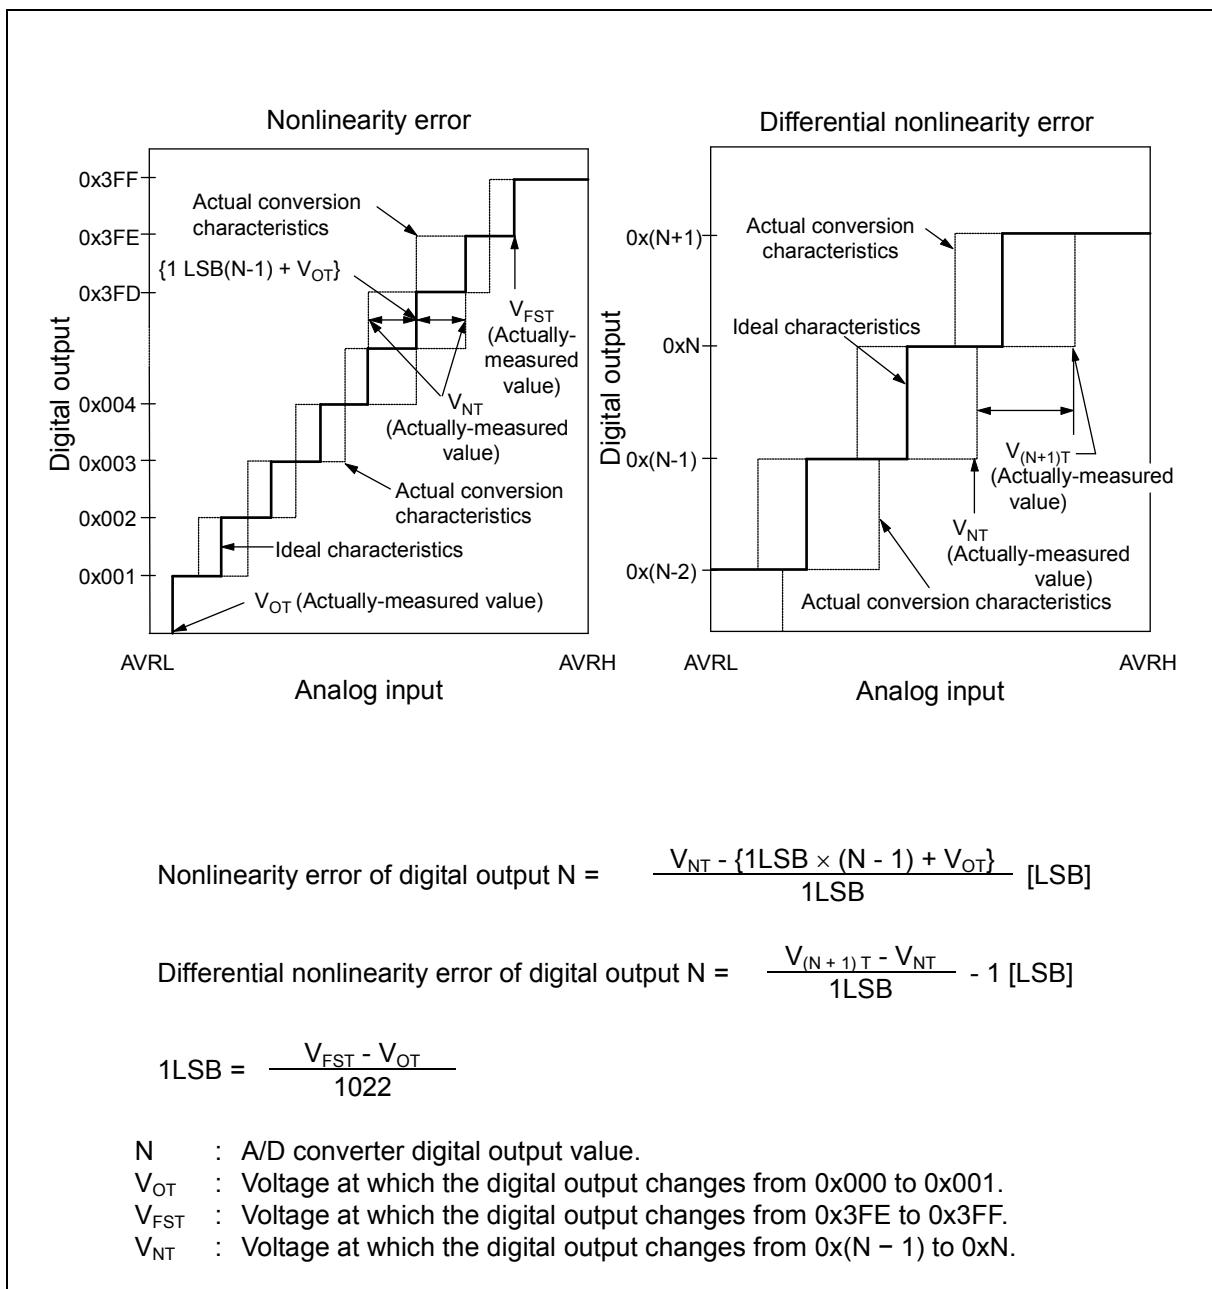 Nonlinearity error
0x3FF
0x3FE
0x3FD
0x004
0x003
0x002
0x001
Digital output
Actual conversion
characteristics
{1 LSB(N-1) + VOT}
VFST
(Actually-
measured
value)
VNT
(Actually-measured
value)
Actual conversion
characteristics
Ideal characteristics
VOT (Actually-measured value)
AVRL
AVRH
Analog input
Differential nonlinearity error
0x(N+1)
0xN
0x(N-1)
0x(N-2)
Digital output
Actual conversion
characteristics
Ideal characteristics
V(N+1)T
(Actually-measured
value)
VNT
(Actually-measured
value)
Actual conversion characteristics
AVRL
AVRH
Analog input
Nonlinearity error of digital output N = VNT - {1LSB × (N - 1) + VOT} / 1LSB [LSB]
Differential nonlinearity error of digital output N = V(N + 1) T - VNT / 1LSB - 1 [LSB]
1LSB = VFST - VOT / 1022
N : A/D converter digital output value.
VOT : Voltage at which the digital output changes from 0x000 to 0x001.
VFST : Voltage at which the digital output changes from 0x3FE to 0x3FF.
VNT : Voltage at which the digital output changes from 0x(N − 1) to 0xN.